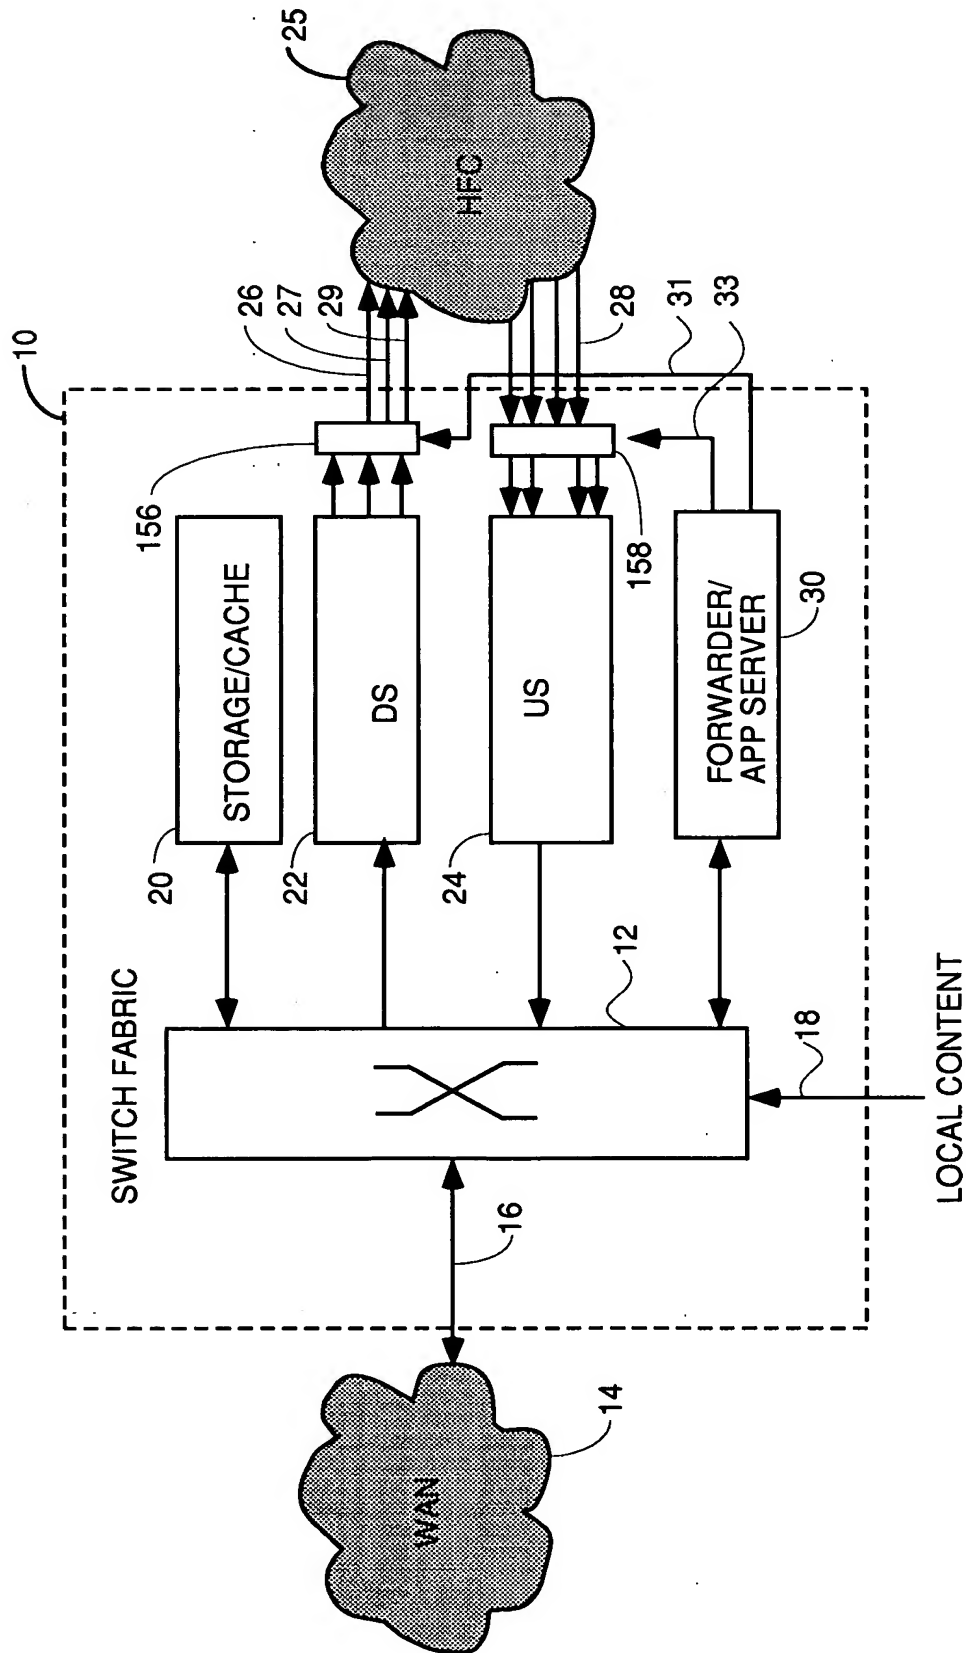 10
SWITCH FABRIC
STORAGE/CACHE
20
156
26
27
29
25
HFC
DS
22
US
24
158
28
31
33
FORWARDER/
APP SERVER
30
12
18
LOCAL CONTENT
16
WAN
14